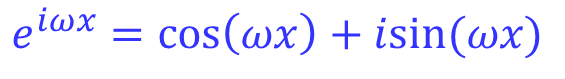 e^{iωx} = cos(ωx) + isin(ωx)